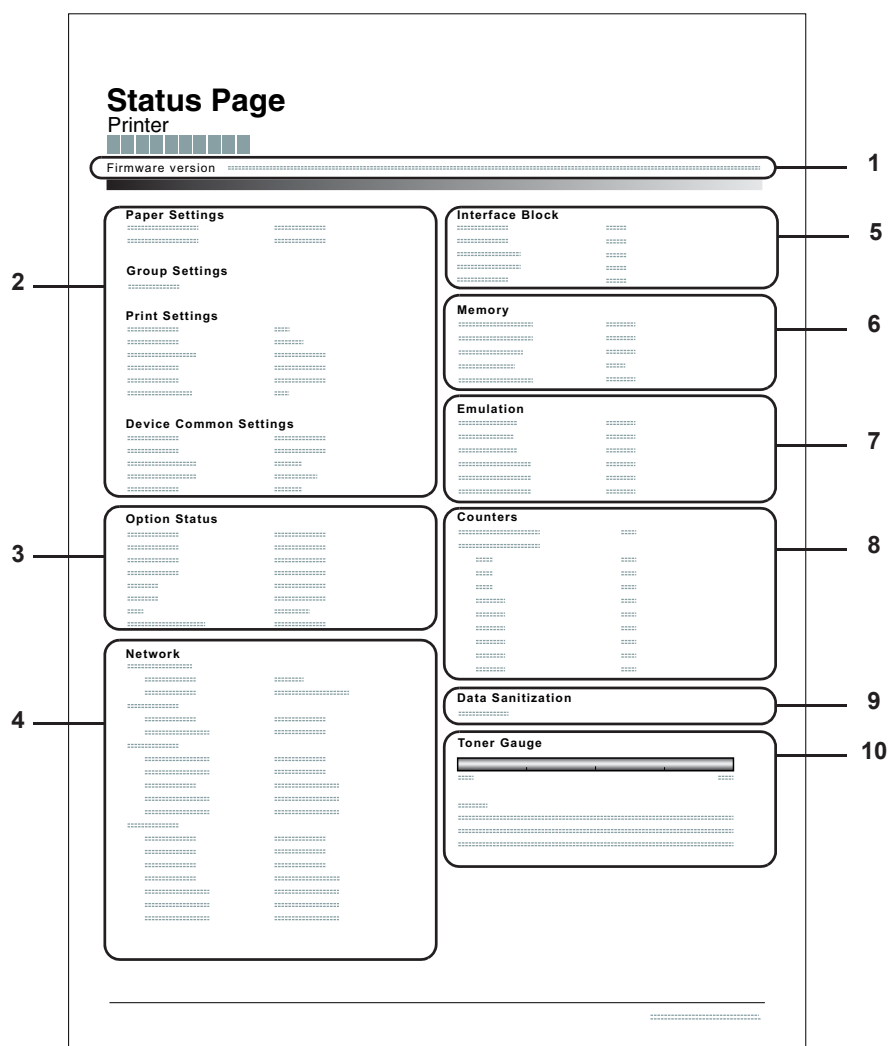 Status Page
Printer
Firmware version
1
Paper Settings
Group Settings
Print Settings
Device Common Settings
2
Option Status
3
Network
4
Interface Block
5
Memory
6
Emulation
7
Counters
8
Data Sanitization
9
Toner Gauge
10